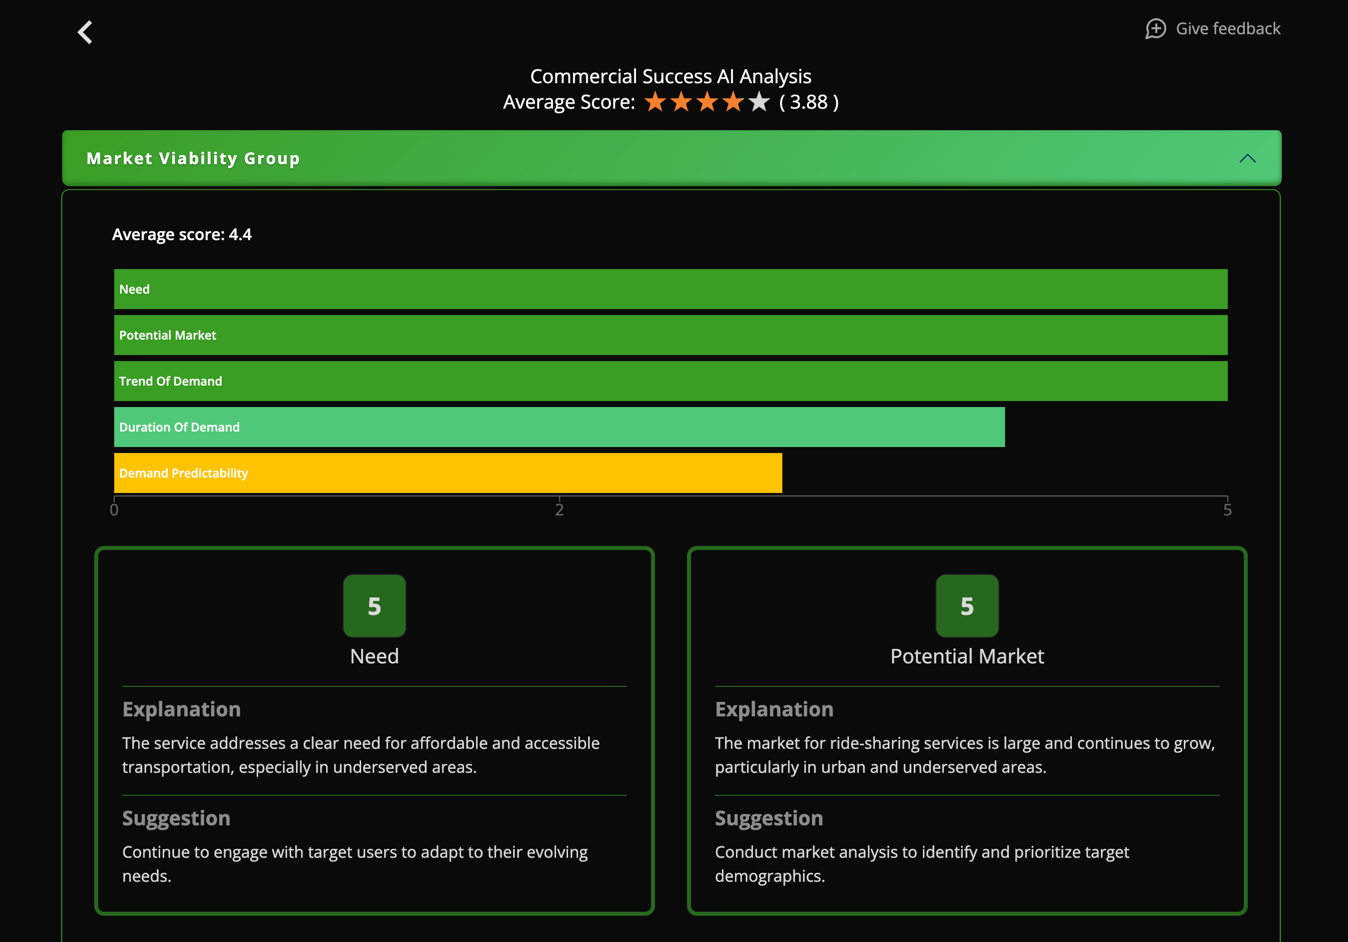 Give feedback
Commercial Success AI Analysis
Average Score: ( 3.88 )
Market Viability Group
Average score: 4.4
Need
Potential Market
Trend Of Demand
Duration Of Demand
Demand Predictability
0 2 5
5
Need
Explanation
The service addresses a clear need for affordable and accessible
transportation, especially in underserved areas.
Suggestion
Continue to engage with target users to adapt to their evolving
needs.
5
Potential Market
Explanation
The market for ride-sharing services is large and continues to grow,
particularly in urban and underserved areas.
Suggestion
Conduct market analysis to identify and prioritize target
demographics.